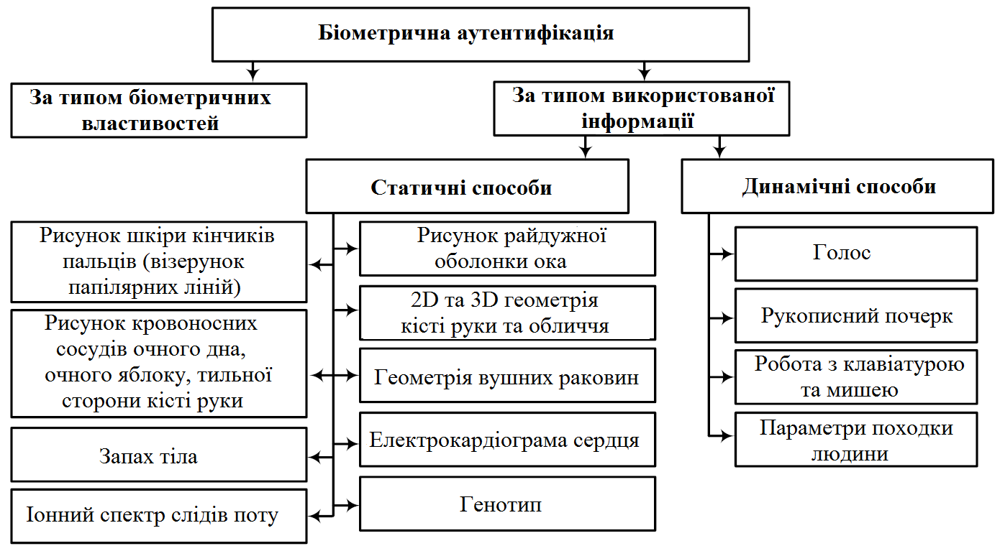 Біометрична аутентифікація
За типом біометричних
властивостей
За типом використованої
інформації
Статичні способи
Динамічні способи
Рисунок шкіри кінчиків
пальців (візерунок
папілярних ліній)
Рисунок кровоносних
сосудів очного дна,
очного яблоку, тильної
сторони кісті руки
Запах тіла
Іонний спектр слідів поту
Рисунок райдужної
оболонки ока
2D та 3D геометрія
кісті руки та обличчя
Геометрія вушних раковин
Електрокардіограма сердця
Генотип
Голос
Рукописний почерк
Робота з клавіатурою
та мишею
Параметри походки
людини